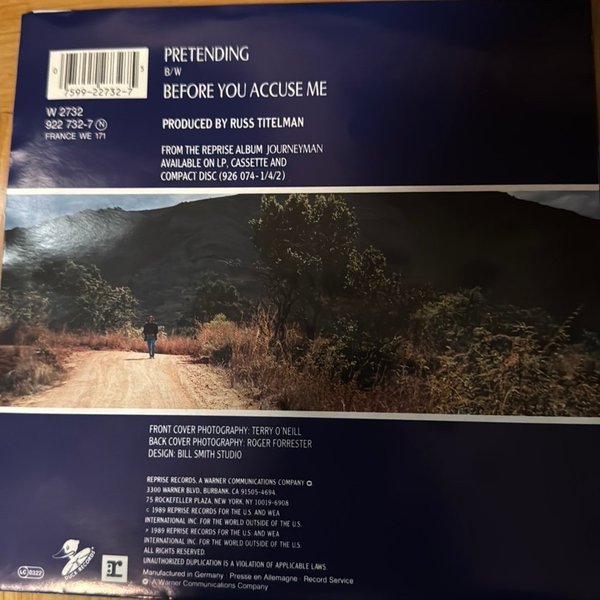 PRETENDING
B/W
BEFORE YOU ACCUSE ME
PRODUCED BY RUSS TITELMAN
FROM THE REPRISE ALBUM JOURNEYMAN
AVAILABLE ON LP, CASSETTE AND
COMPACT DISC (926 074-1/4/2)
0 7599-22732-7 5
W 2732
922 732-7 N
FRANCE WE 171
FRONT COVER PHOTOGRAPHY: TERRY O'NEILL
BACK COVER PHOTOGRAPHY: ROGER FORRESTER
DESIGN: BILL SMITH STUDIO
REPRISE RECORDS, A WARNER COMMUNICATIONS COMPANY
3300 WARNER BLVD, BURBANK, CA 91505-4694
75 ROCKEFELLER PLAZA, NEW YORK, NY 10019-6908
c 1989 REPRISE RECORDS FOR THE U.S. AND WEA
INTERNATIONAL INC. FOR THE WORLD OUTSIDE OF THE U.S.
P 1989 REPRISE RECORDS FOR THE U.S. AND WEA
INTERNATIONAL INC. FOR THE WORLD OUTSIDE OF THE U.S.
ALL RIGHTS RESERVED.
UNAUTHORIZED DUPLICATION IS A VIOLATION OF APPLICABLE LAWS.
Manufactured in Germany · Presse en Allemagne · Record Service
A Warner Communications Company
LC 0322
DUCK RECORDS
r